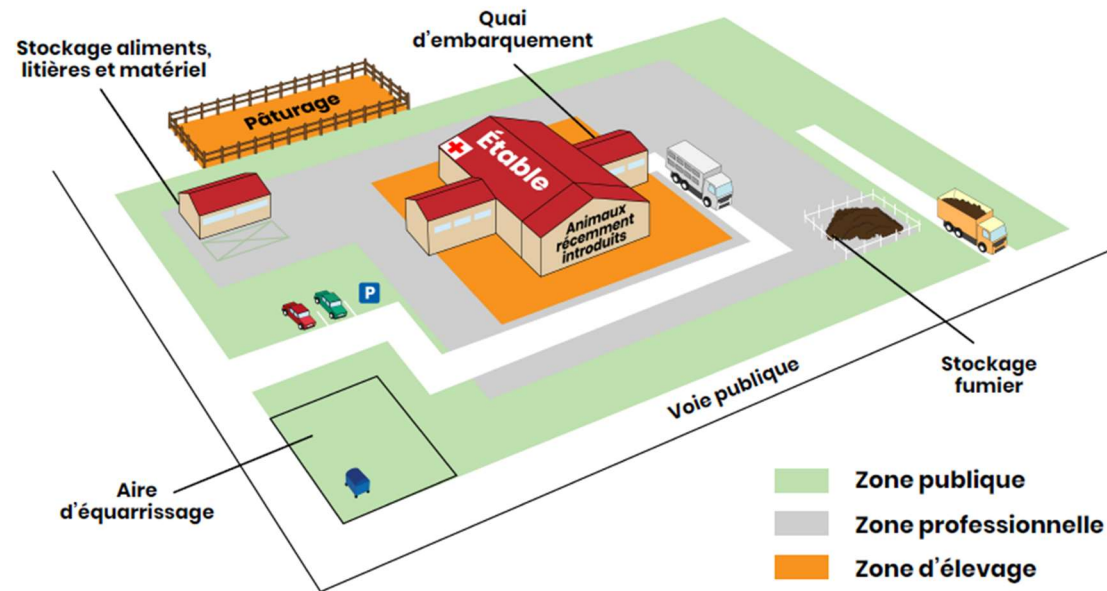 Quai
d'embarquement
Stockage aliments,
litières et matériel
Pâturage
Étable
Animaux
récemment
introduits
P
Stockage
fumier
Voie publique
Aire
d'équarrissage
Zone publique
Zone professionnelle
Zone d'élevage